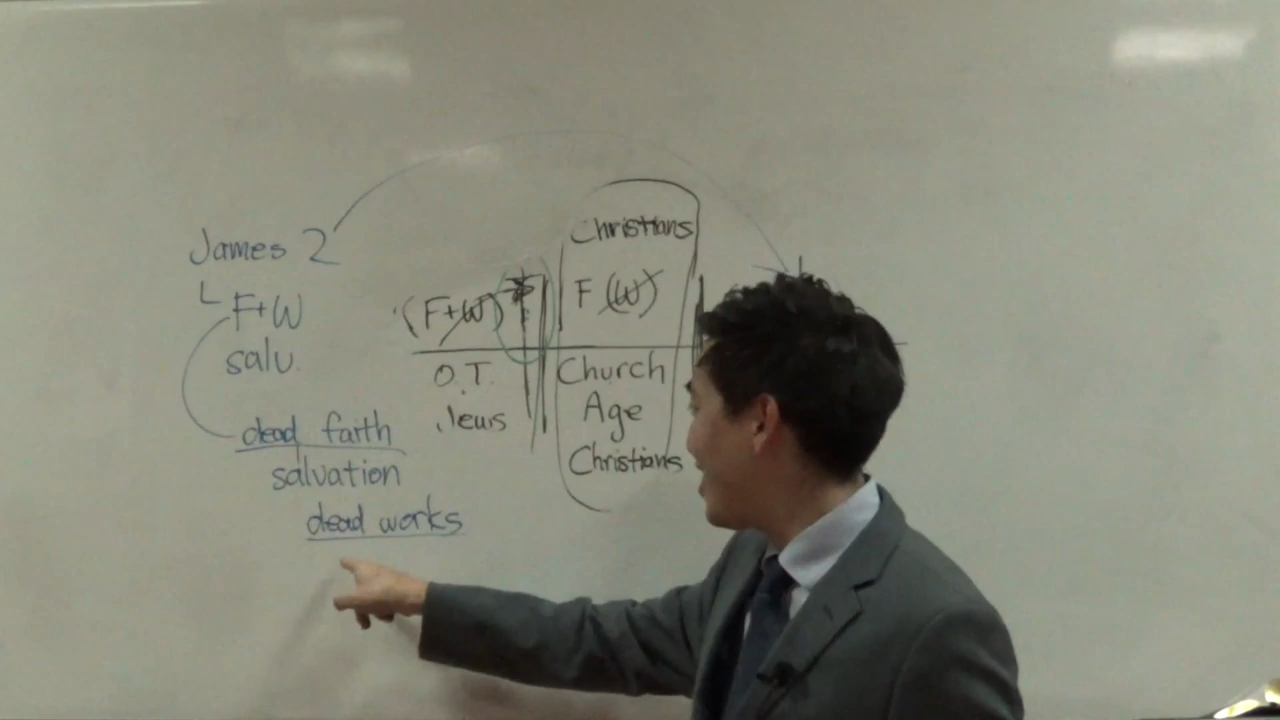 James 2
F+W
salv.
dead faith
salvation
dead works
(F+W)
O.T.
Jews
Christians
F (W)
Church
Age
Christians